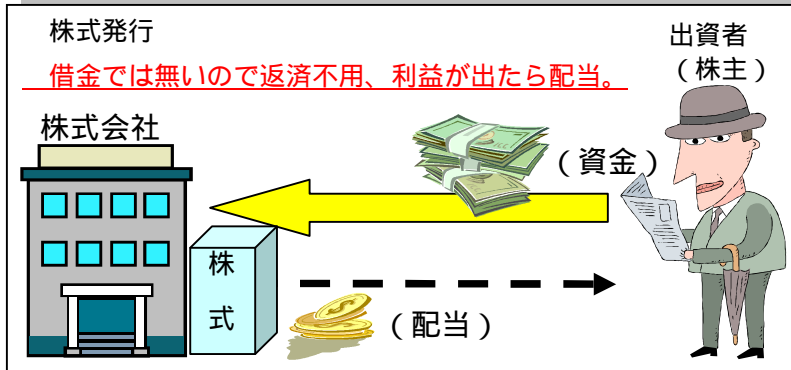 株式発行
借金では無いので返済不用、利益が出たら配当。
出資者
（株主）
株式会社
（資金）
株
式
（配当）